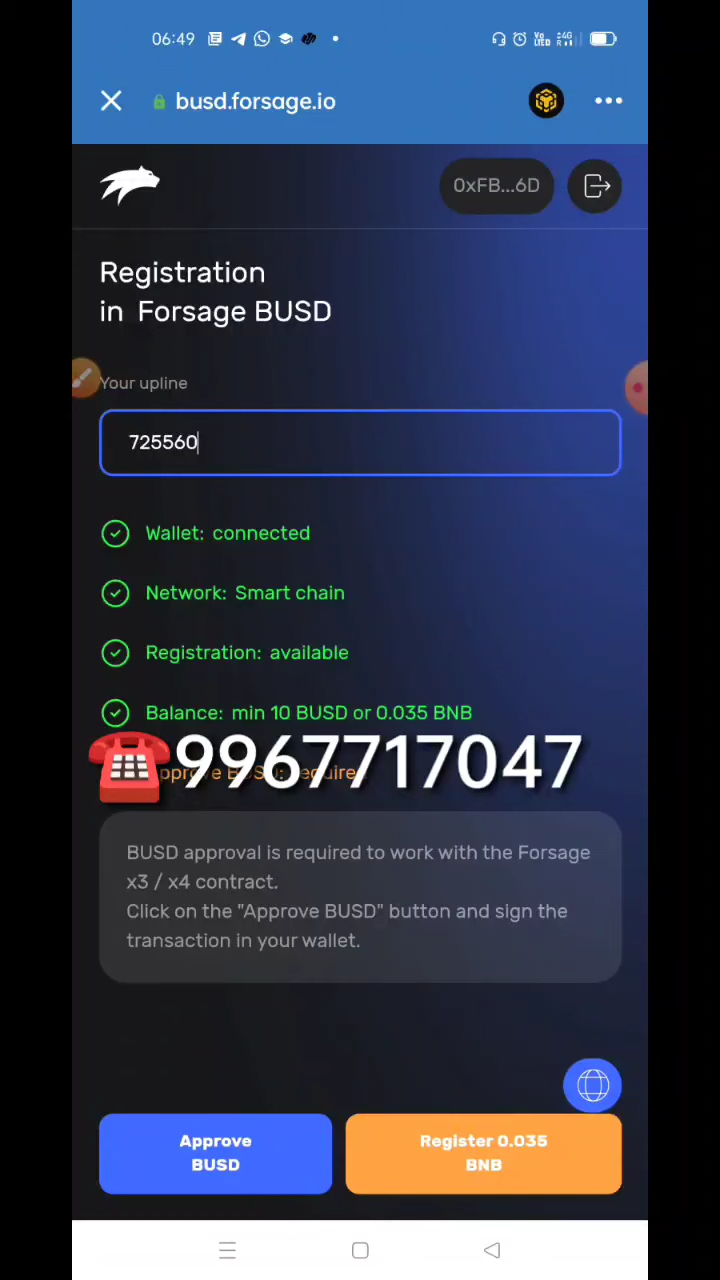 06:49
busd.forsage.io
0xFB...6D
Registration
in Forsage BUSD
Your upline
725560
Wallet: connected
Network: Smart chain
Registration: available
Balance: min 10 BUSD or 0.035 BNB
9967717047
BUSD approval is required to work with the Forsage
x3 / x4 contract.
Click on the "Approve BUSD" button and sign the
transaction in your wallet.
Approve
BUSD
Register 0.035
BNB